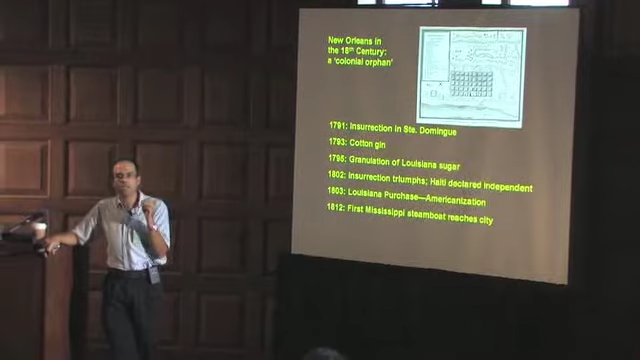 New Orleans in
the 18th Century:
a 'colonial orphan'
1791: Insurrection in Ste. Domingue
1793: Cotton gin
1795: Granulation of Louisiana sugar
1802: Insurrection triumphs; Haiti declared independent
1803: Louisiana Purchase—Americanization
1812: First Mississippi steamboat reaches city